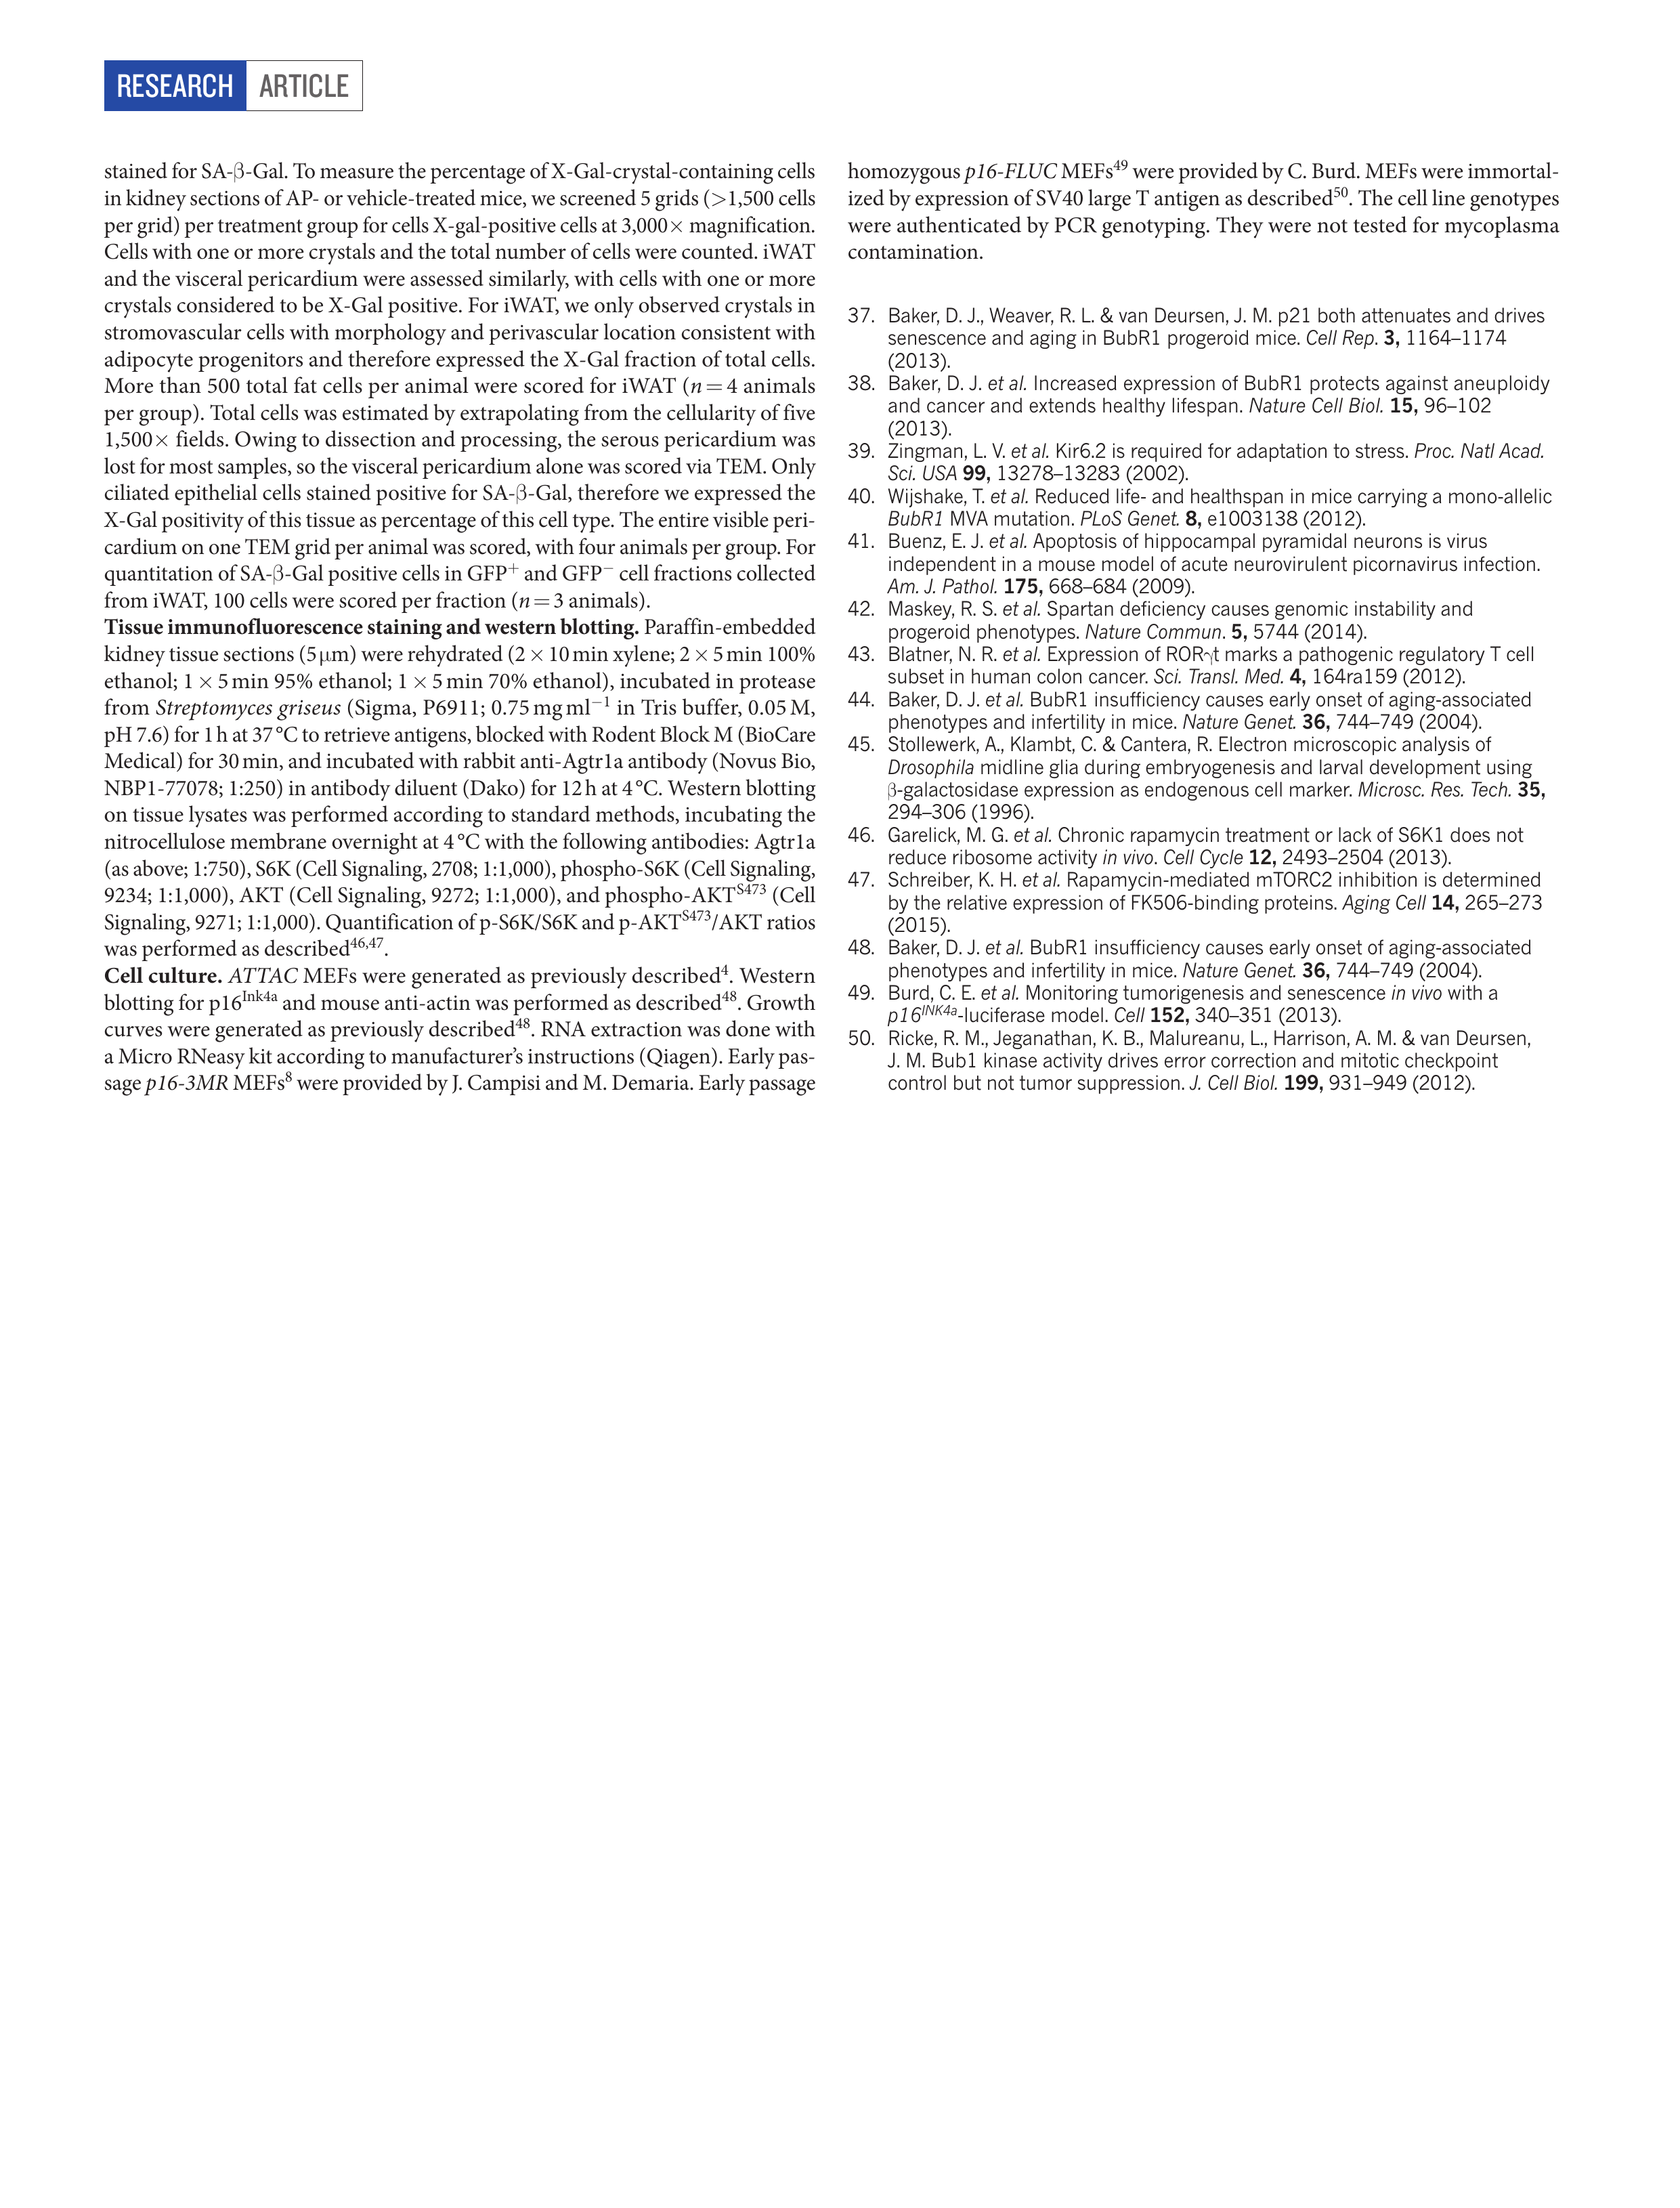 RESEARCH ARTICLE
stained for SA-β-Gal. To measure the percentage of X-Gal-crystal-containing cells
in kidney sections of AP- or vehicle-treated mice, we screened 5 grids (>1,500 cells
per grid) per treatment group for cells X-gal-positive cells at 3,000× magnification.
Cells with one or more crystals and the total number of cells were counted. iWAT
and the visceral pericardium were assessed similarly, with cells with one or more
crystals considered to be X-Gal positive. For iWAT, we only observed crystals in
stromovascular cells with morphology and perivascular location consistent with
adipocyte progenitors and therefore expressed the X-Gal fraction of total cells.
More than 500 total fat cells per animal were scored for iWAT (n = 4 animals
per group). Total cells was estimated by extrapolating from the cellularity of five
1,500× fields. Owing to dissection and processing, the serous pericardium was
lost for most samples, so the visceral pericardium alone was scored via TEM. Only
ciliated epithelial cells stained positive for SA-β-Gal, therefore we expressed the
X-Gal positivity of this tissue as percentage of this cell type. The entire visible peri-
cardium on one TEM grid per animal was scored, with four animals per group. For
quantitation of SA-β-Gal positive cells in GFP⁺ and GFP⁻ cell fractions collected
from iWAT, 100 cells were scored per fraction (n = 3 animals).
Tissue immunofluorescence staining and western blotting. Paraffin-embedded
kidney tissue sections (5 μm) were rehydrated (2 × 10 min xylene; 2 × 5 min 100%
ethanol; 1 × 5 min 95% ethanol; 1 × 5 min 70% ethanol), incubated in protease
from Streptomyces griseus (Sigma, P6911; 0.75 mg ml⁻¹ in Tris buffer, 0.05 M,
pH 7.6) for 1 h at 37 °C to retrieve antigens, blocked with Rodent Block M (BioCare
Medical) for 30 min, and incubated with rabbit anti-Agtr1a antibody (Novus Bio,
NBP1-77078; 1:250) in antibody diluent (Dako) for 12 h at 4 °C. Western blotting
on tissue lysates was performed according to standard methods, incubating the
nitrocellulose membrane overnight at 4 °C with the following antibodies: Agtr1a
(as above; 1:750), S6K (Cell Signaling, 2708; 1:1,000), phospho-S6K (Cell Signaling,
9234; 1:1,000), AKT (Cell Signaling, 9272; 1:1,000), and phospho-AKT^S473 (Cell
Signaling, 9271; 1:1,000). Quantification of p-S6K/S6K and p-AKT^S473/AKT ratios
was performed as described^46,47.
Cell culture. ATTAC MEFs were generated as previously described⁴. Western
blotting for p16^Ink4a and mouse anti-actin was performed as described⁴⁸. Growth
curves were generated as previously described⁴⁸. RNA extraction was done with
a Micro RNeasy kit according to manufacturer’s instructions (Qiagen). Early pas-
sage p16-3MR MEFs⁸ were provided by J. Campisi and M. Demaria. Early passage
homozygous p16-FLUC MEFs⁴⁹ were provided by C. Burd. MEFs were immortal-
ized by expression of SV40 large T antigen as described⁵⁰. The cell line genotypes
were authenticated by PCR genotyping. They were not tested for mycoplasma
contamination.
37. Baker, D. J., Weaver, R. L. & van Deursen, J. M. p21 both attenuates and drives
senescence and aging in BubR1 progeroid mice. Cell Rep. 3, 1164–1174
(2013).
38. Baker, D. J. et al. Increased expression of BubR1 protects against aneuploidy
and cancer and extends healthy lifespan. Nature Cell Biol. 15, 96–102
(2013).
39. Zingman, L. V. et al. Kir6.2 is required for adaptation to stress. Proc. Natl Acad.
Sci. USA 99, 13278–13283 (2002).
40. Wijshake, T. et al. Reduced life- and healthspan in mice carrying a mono-allelic
BubR1 MVA mutation. PLoS Genet. 8, e1003138 (2012).
41. Buenz, E. J. et al. Apoptosis of hippocampal pyramidal neurons is virus
independent in a mouse model of acute neurovirulent picornavirus infection.
Am. J. Pathol. 175, 668–684 (2009).
42. Maskey, R. S. et al. Spartan deficiency causes genomic instability and
progeroid phenotypes. Nature Commun. 5, 5744 (2014).
43. Blatner, N. R. et al. Expression of RORγt marks a pathogenic regulatory T cell
subset in human colon cancer. Sci. Transl. Med. 4, 164ra159 (2012).
44. Baker, D. J. et al. BubR1 insufficiency causes early onset of aging-associated
phenotypes and infertility in mice. Nature Genet. 36, 744–749 (2004).
45. Stollewerk, A., Klambt, C. & Cantera, R. Electron microscopic analysis of
Drosophila midline glia during embryogenesis and larval development using
β-galactosidase expression as endogenous cell marker. Microsc. Res. Tech. 35,
294–306 (1996).
46. Garelick, M. G. et al. Chronic rapamycin treatment or lack of S6K1 does not
reduce ribosome activity in vivo. Cell Cycle 12, 2493–2504 (2013).
47. Schreiber, K. H. et al. Rapamycin-mediated mTORC2 inhibition is determined
by the relative expression of FK506-binding proteins. Aging Cell 14, 265–273
(2015).
48. Baker, D. J. et al. BubR1 insufficiency causes early onset of aging-associated
phenotypes and infertility in mice. Nature Genet. 36, 744–749 (2004).
49. Burd, C. E. et al. Monitoring tumorigenesis and senescence in vivo with a
p16^INK4a-luciferase model. Cell 152, 340–351 (2013).
50. Ricke, R. M., Jeganathan, K. B., Malureanu, L., Harrison, A. M. & van Deursen,
J. M. Bub1 kinase activity drives error correction and mitotic checkpoint
control but not tumor suppression. J. Cell Biol. 199, 931–949 (2012).